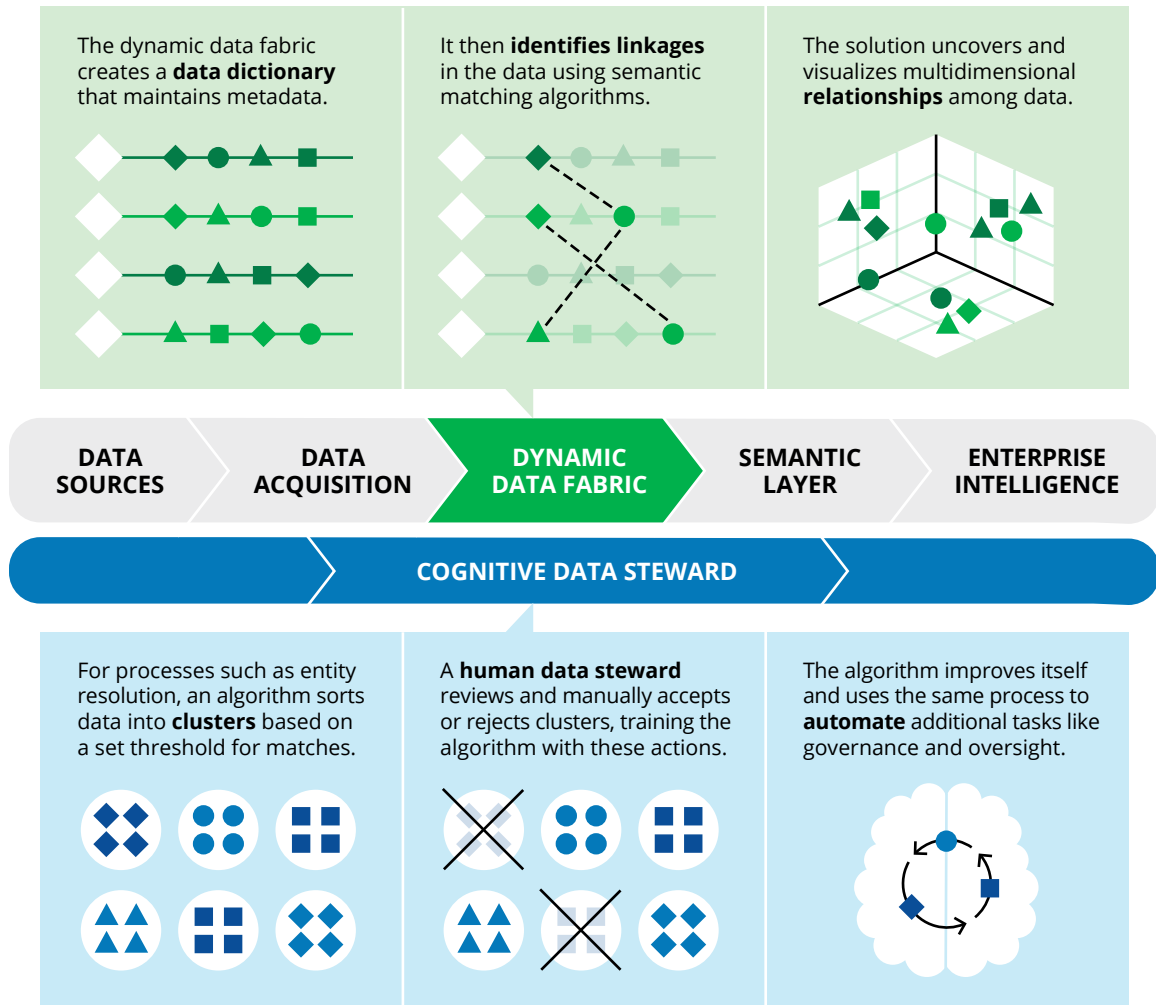 The dynamic data fabric
creates a data dictionary
that maintains metadata.
It then identifies linkages
in the data using semantic
matching algorithms.
The solution uncovers and
visualizes multidimensional
relationships among data.
DATA
SOURCES
DATA
ACQUISITION
DYNAMIC
DATA FABRIC
SEMANTIC
LAYER
ENTERPRISE
INTELLIGENCE
COGNITIVE DATA STEWARD
For processes such as entity
resolution, an algorithm sorts
data into clusters based on
a set threshold for matches.
A human data steward
reviews and manually accepts
or rejects clusters, training the
algorithm with these actions.
The algorithm improves itself
and uses the same process to
automate additional tasks like
governance and oversight.